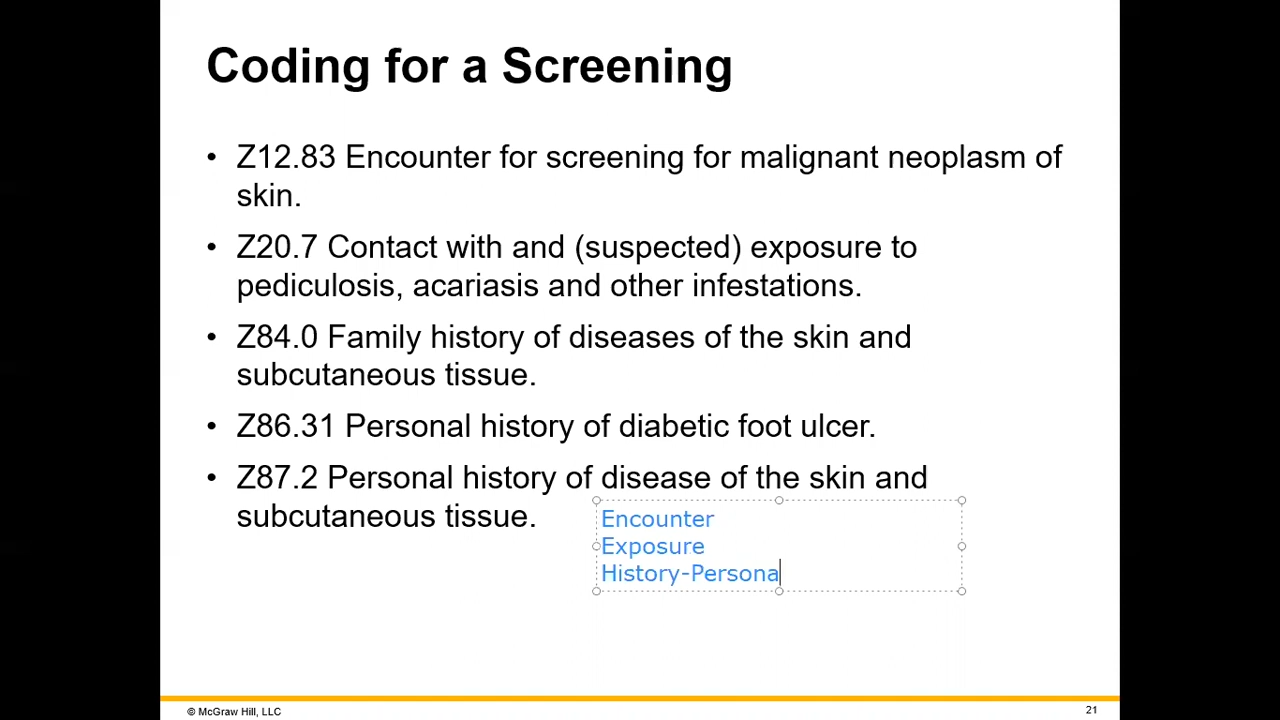 Coding for a Screening
• Z12.83 Encounter for screening for malignant neoplasm of
skin.
• Z20.7 Contact with and (suspected) exposure to
pediculosis, acariasis and other infestations.
• Z84.0 Family history of diseases of the skin and
subcutaneous tissue.
• Z86.31 Personal history of diabetic foot ulcer.
• Z87.2 Personal history of disease of the skin and
subcutaneous tissue.
Encounter
Exposure
History-Persona
© McGraw Hill, LLC
21